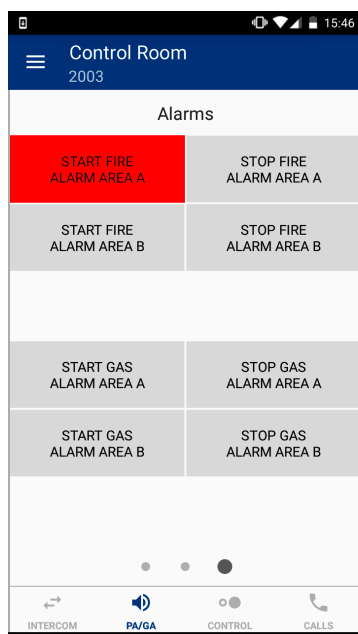 15:46
Control Room
2003
Alarms
START FIRE
ALARM AREA A
STOP FIRE
ALARM AREA A
START FIRE
ALARM AREA B
STOP FIRE
ALARM AREA B
START GAS
ALARM AREA A
STOP GAS
ALARM AREA A
START GAS
ALARM AREA B
STOP GAS
ALARM AREA B
INTERCOM
PA/GA
CONTROL
CALLS